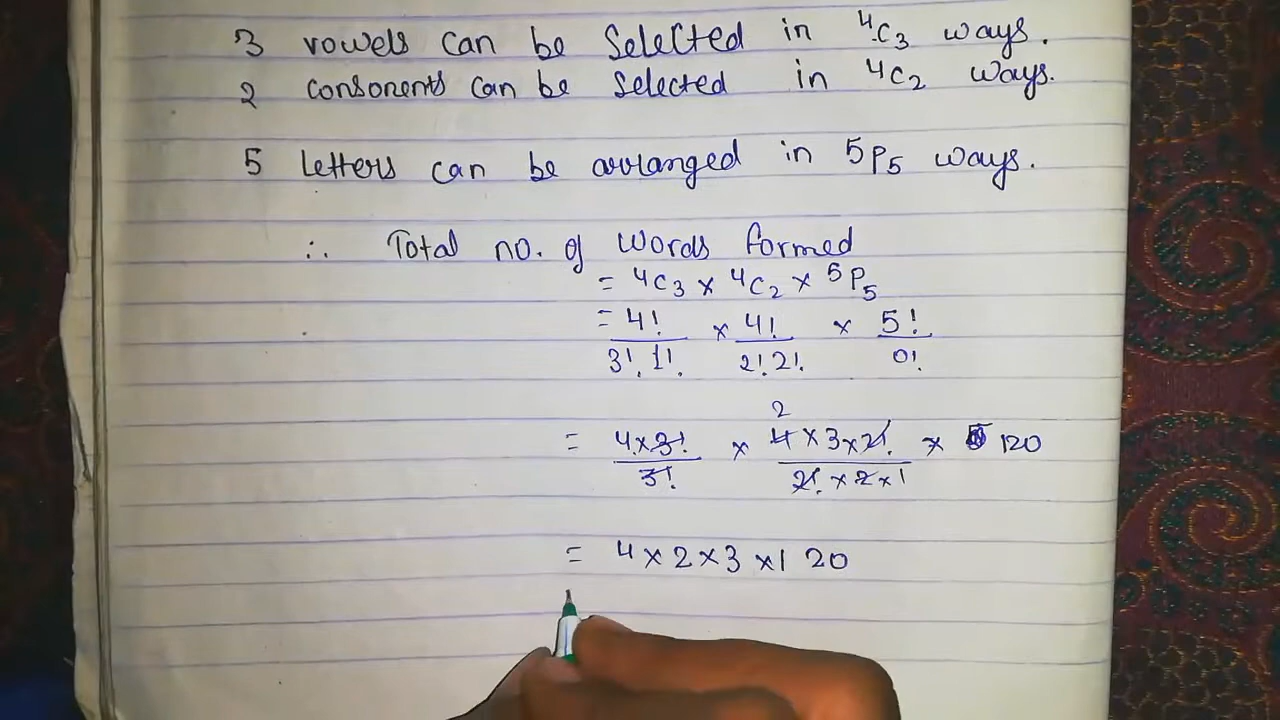 3 vowels can be Selected in ⁴C₃ ways.
2 consonents can be selected in ⁴C₂ ways.
5 Letters can be arranged in 5P₅ ways.
∴ Total no. of words formed
= ⁴C₃ × ⁴C₂ × ⁵P₅
= 4!/3!.1!. × 4!/2!.2!. × 5!/0!
2
= 4×3!/3! × 4×3×2!/2!×2×1 × 120
= 4×2×3×120